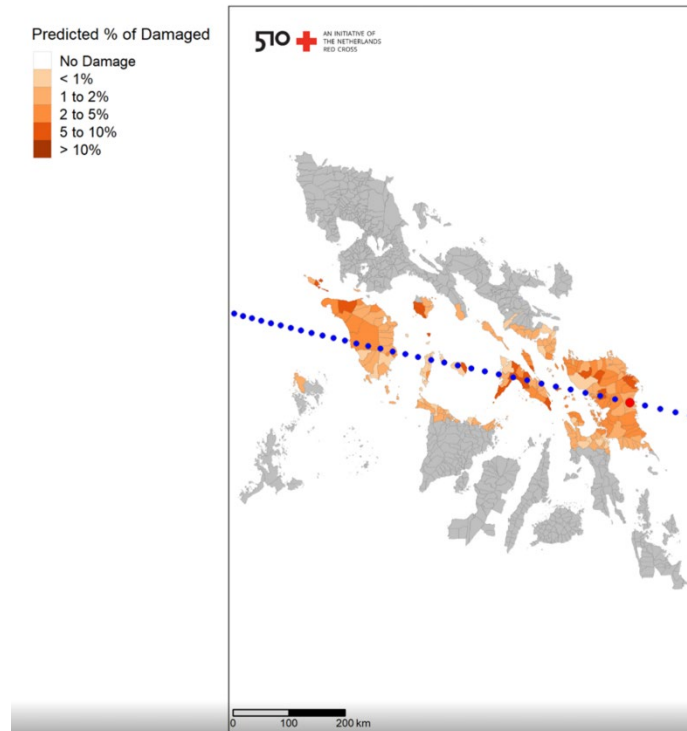 Predicted % of Damaged
No Damage
< 1%
1 to 2%
2 to 5%
5 to 10%
> 10%
510
AN INITIATIVE OF
THE NETHERLANDS
RED CROSS
0 100 200 km